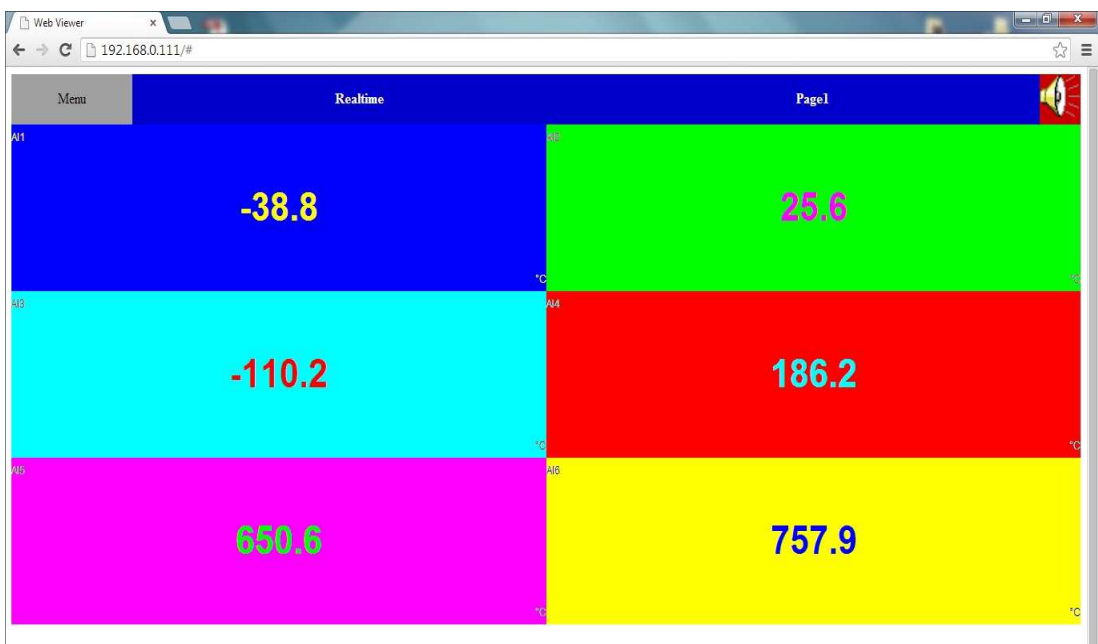 Web Viewer
192.168.0.111/#
Menu Realtime Page1
AI1
-38.8
°C
AI2
25.6
°C
AI3
-110.2
°C
AI4
186.2
°C
AI5
650.6
°C
AI6
757.9
°C